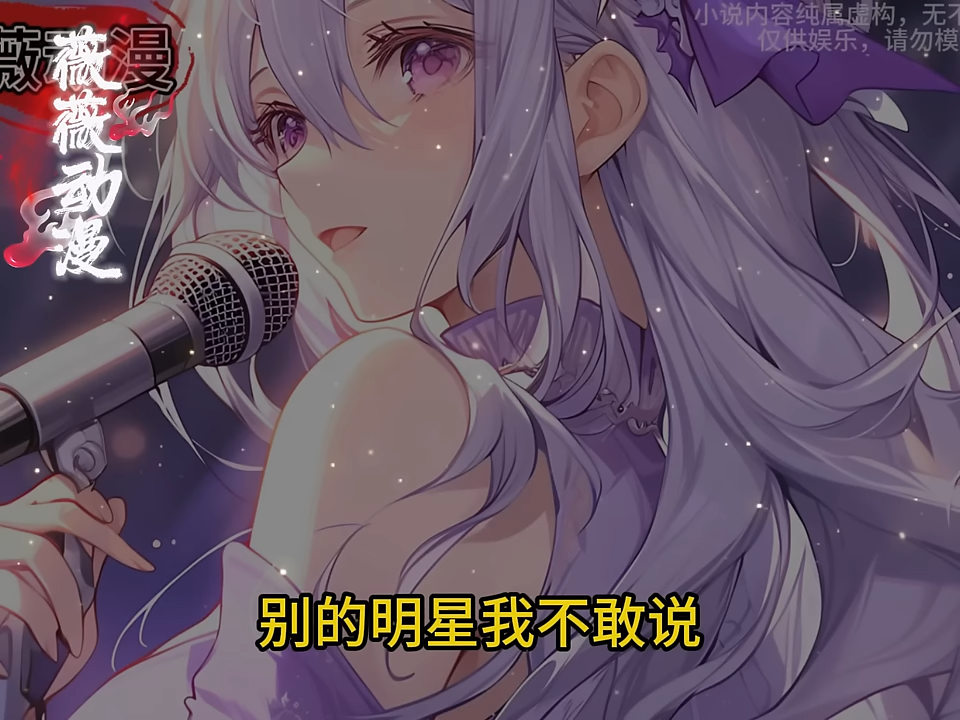 小说内容纯属虚构，无不
仅供娱乐，请勿模
薇薇动漫
薇 漫
别的明星我不敢说